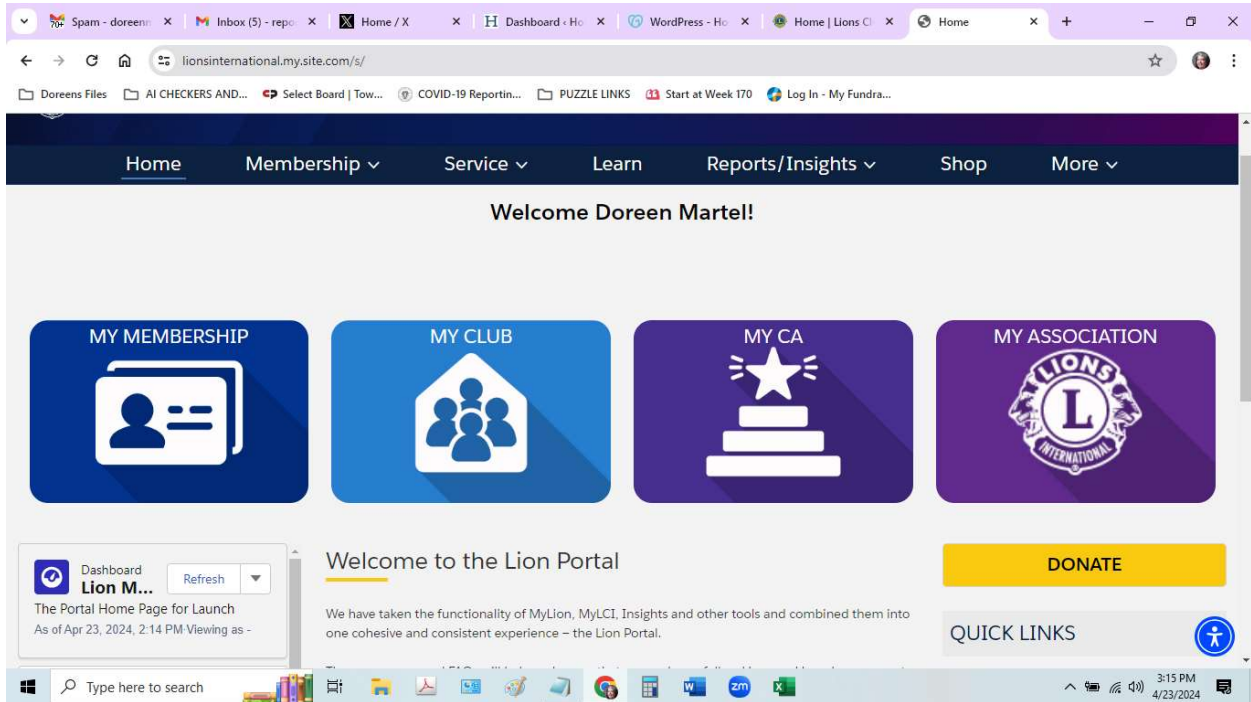 Spam - doreenn
Inbox (5) - repo
Home / X
Dashboard ‹ Ho
WordPress - Ho
Home | Lions Cl
Home
lionsinternational.my.site.com/s/
Doreens Files
AI CHECKERS AND...
Select Board | Tow...
COVID-19 Reportin...
PUZZLE LINKS
Start at Week 170
Log In - My Fundra...
Home Membership Service Learn Reports/Insights Shop More
Welcome Doreen Martel!
MY MEMBERSHIP
MY CLUB
MY CA
MY ASSOCIATION
LIONS
L
INTERNATIONAL
Dashboard
Lion M...
Refresh
The Portal Home Page for Launch
As of Apr 23, 2024, 2:14 PM·Viewing as -
Welcome to the Lion Portal
We have taken the functionality of MyLion, MyLCI, Insights and other tools and combined them into
one cohesive and consistent experience – the Lion Portal.
DONATE
QUICK LINKS
Type here to search
zm
3:15 PM
4/23/2024